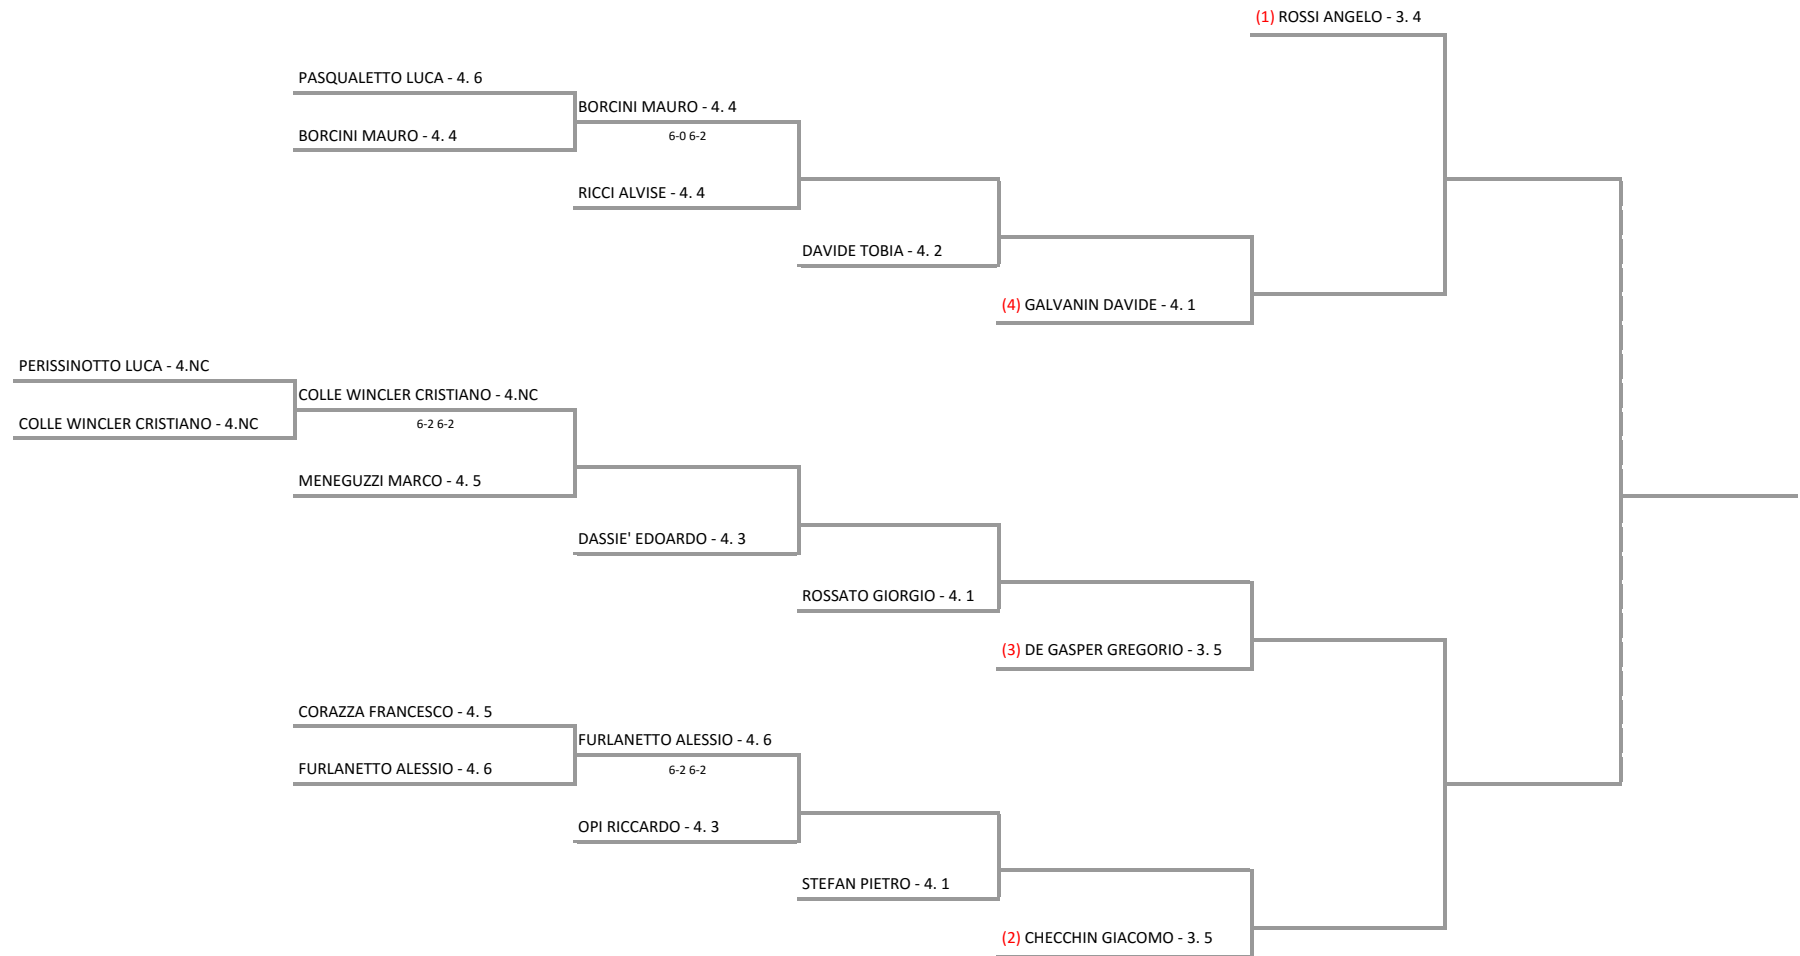 (1) ROSSI ANGELO - 3. 4
PASQUALETTO LUCA - 4. 6
BORCINI MAURO - 4. 4
BORCINI MAURO - 4. 4
6-0 6-2
RICCI ALVISE - 4. 4
DAVIDE TOBIA - 4. 2
(4) GALVANIN DAVIDE - 4. 1
PERISSINOTTO LUCA - 4.NC
COLLE WINCLER CRISTIANO - 4.NC
COLLE WINCLER CRISTIANO - 4.NC
6-2 6-2
MENEGUZZI MARCO - 4. 5
DASSIE' EDOARDO - 4. 3
ROSSATO GIORGIO - 4. 1
(3) DE GASPER GREGORIO - 3. 5
CORAZZA FRANCESCO - 4. 5
FURLANETTO ALESSIO - 4. 6
FURLANETTO ALESSIO - 4. 6
6-2 6-2
OPI RICCARDO - 4. 3
STEFAN PIETRO - 4. 1
(2) CHECCHIN GIACOMO - 3. 5